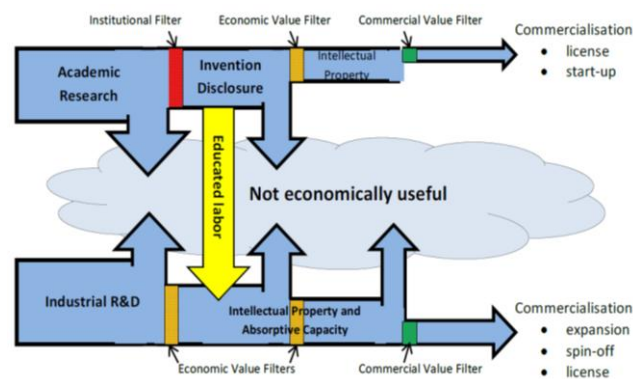 Institutional Filter
Economic Value Filter
Commercial Value Filter
Commercialisation
• license
• start-up
Academic
Research
Invention
Disclosure
Intellectual
Property
Educated labor
Not economically useful
Industrial R&D
Intellectual Property and
Absorptive Capacity
Commercialisation
• expansion
• spin-off
• license
Economic Value Filters
Commercial Value Filter